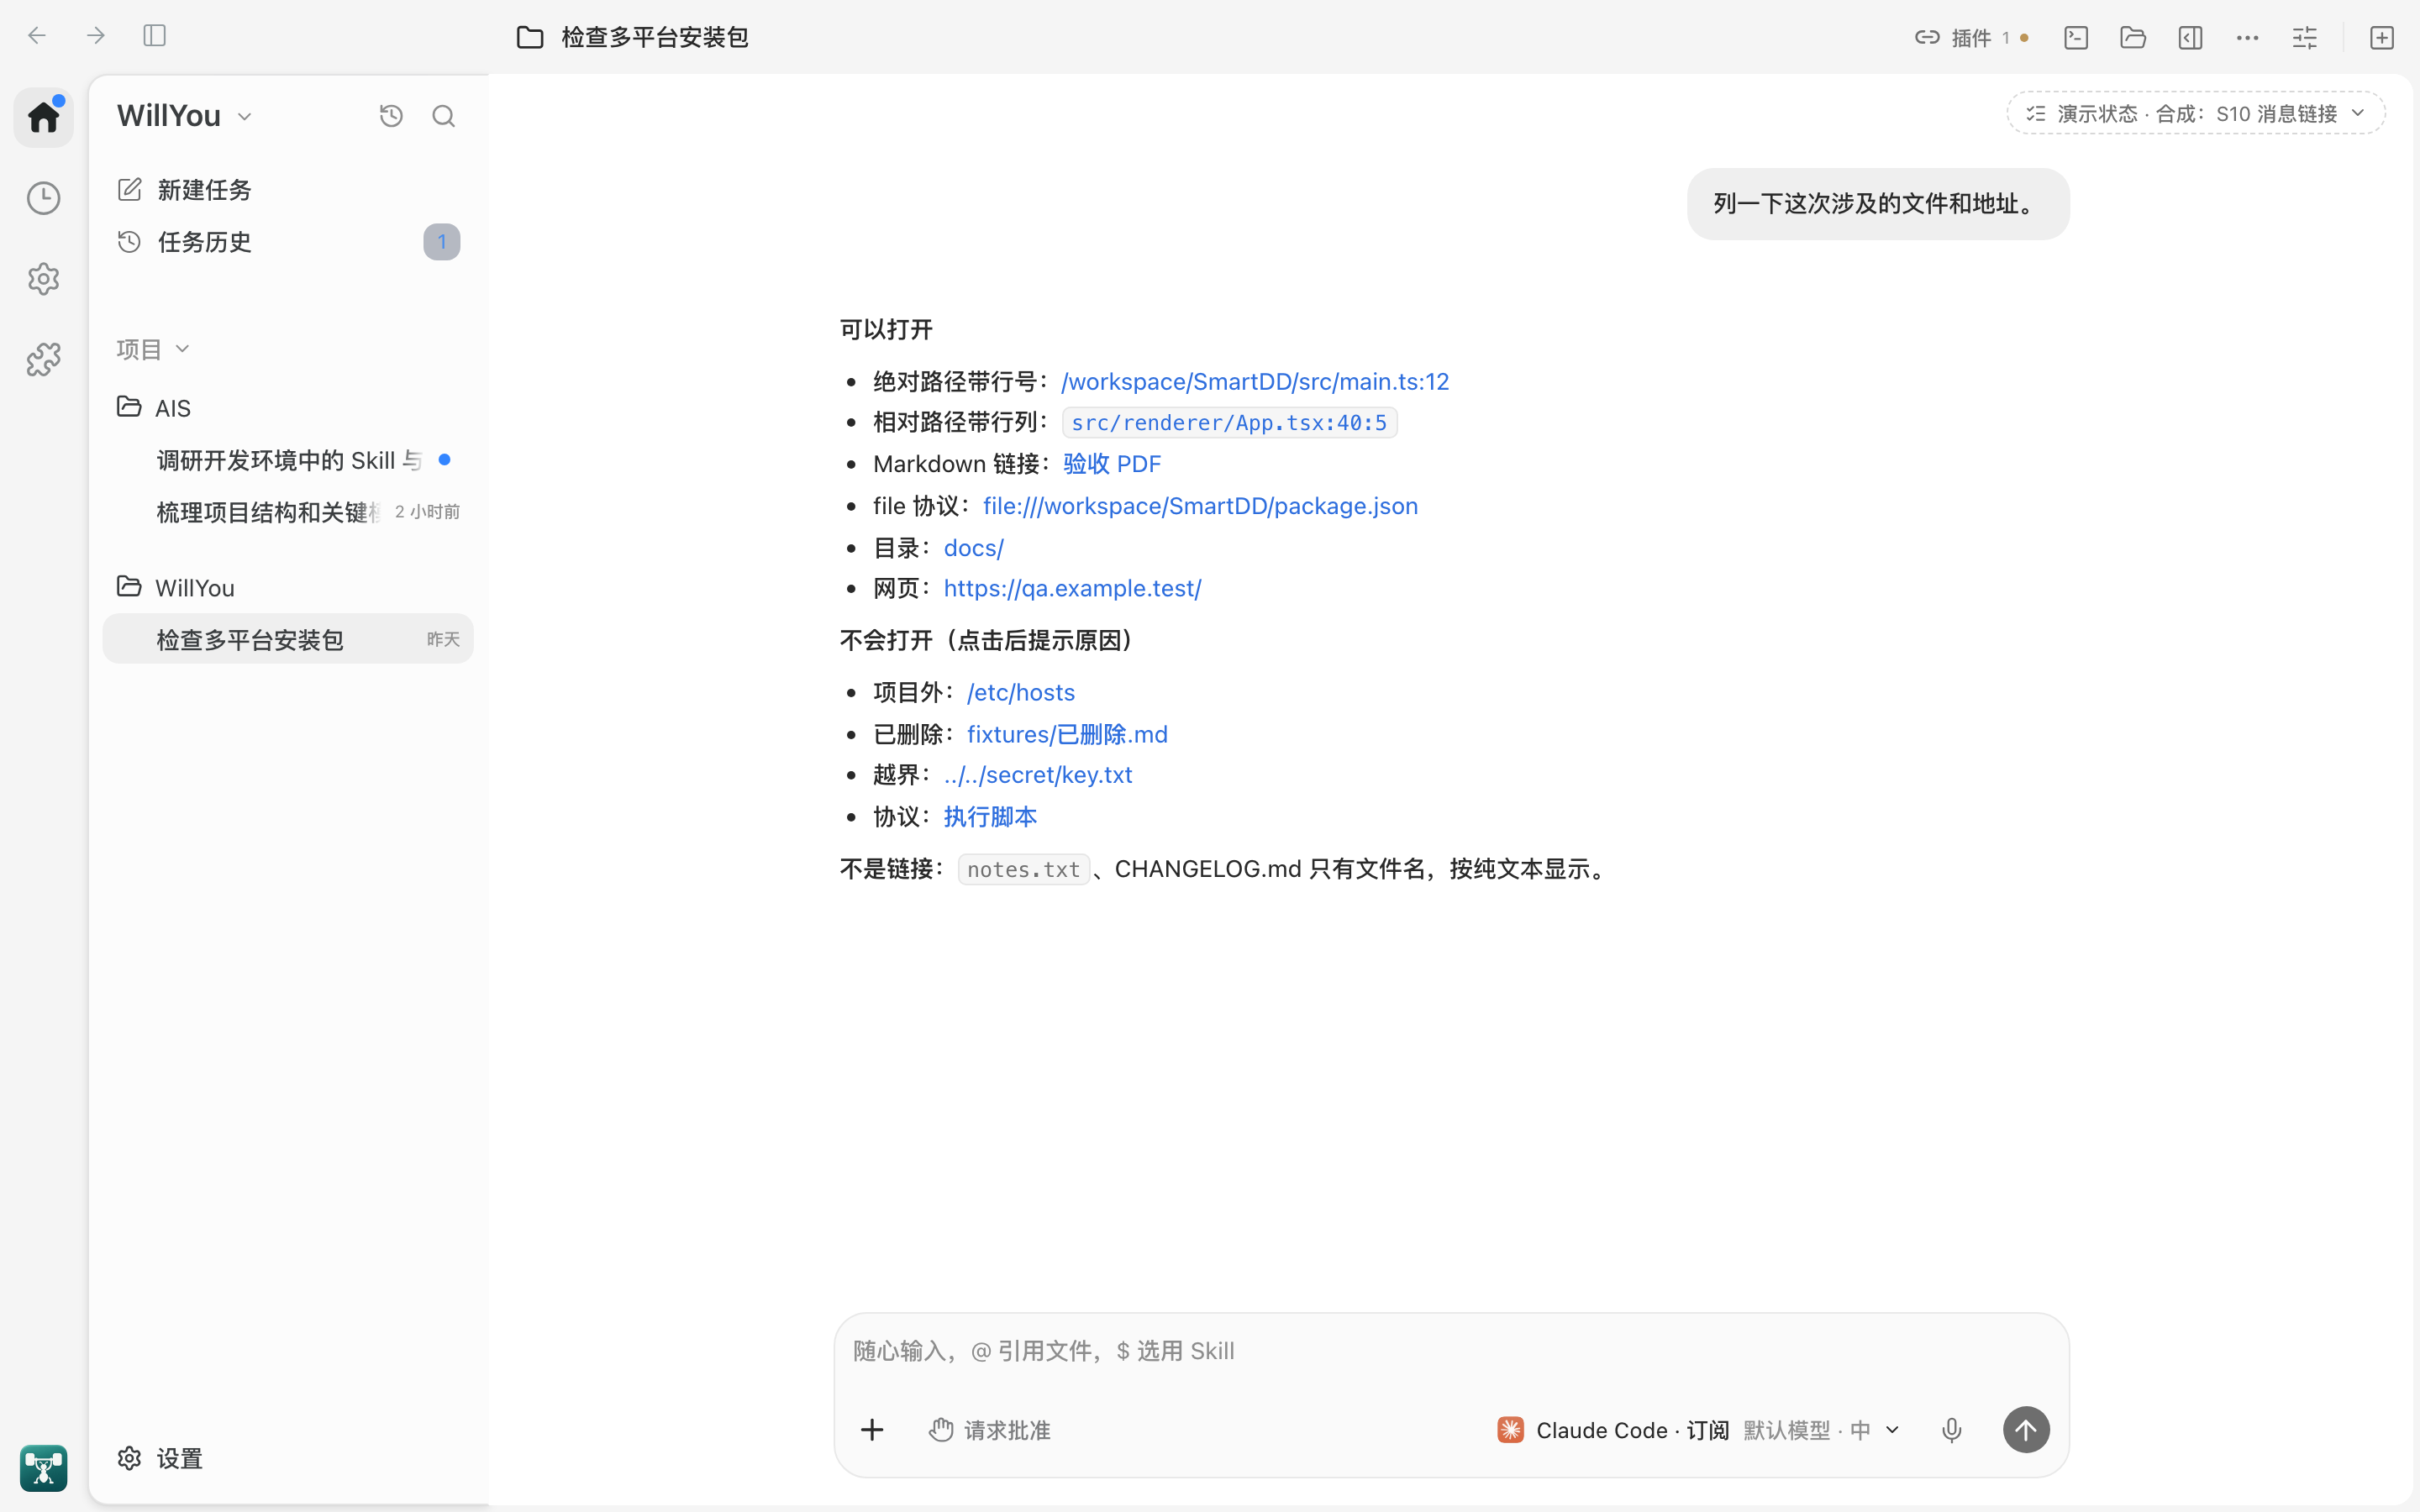 检查多平台安装包
插件 1
WillYou
演示状态 · 合成：S10 消息链接
新建任务
任务历史 1
项目
AIS
调研开发环境中的 Skill 与
梳理项目结构和关键 2 小时前
WillYou
检查多平台安装包 昨天
设置
列一下这次涉及的文件和地址。
可以打开
绝对路径带行号：/workspace/SmartDD/src/main.ts:12
相对路径带行列：src/renderer/App.tsx:40:5
Markdown 链接：验收 PDF
file 协议：file:///workspace/SmartDD/package.json
目录：docs/
网页：https://qa.example.test/
不会打开（点击后提示原因）
项目外：/etc/hosts
已删除：fixtures/已删除.md
越界：../../secret/key.txt
协议：执行脚本
不是链接：notes.txt、CHANGELOG.md 只有文件名，按纯文本显示。
随心输入，@ 引用文件，$ 选用 Skill
请求批准
Claude Code · 订阅 默认模型 · 中